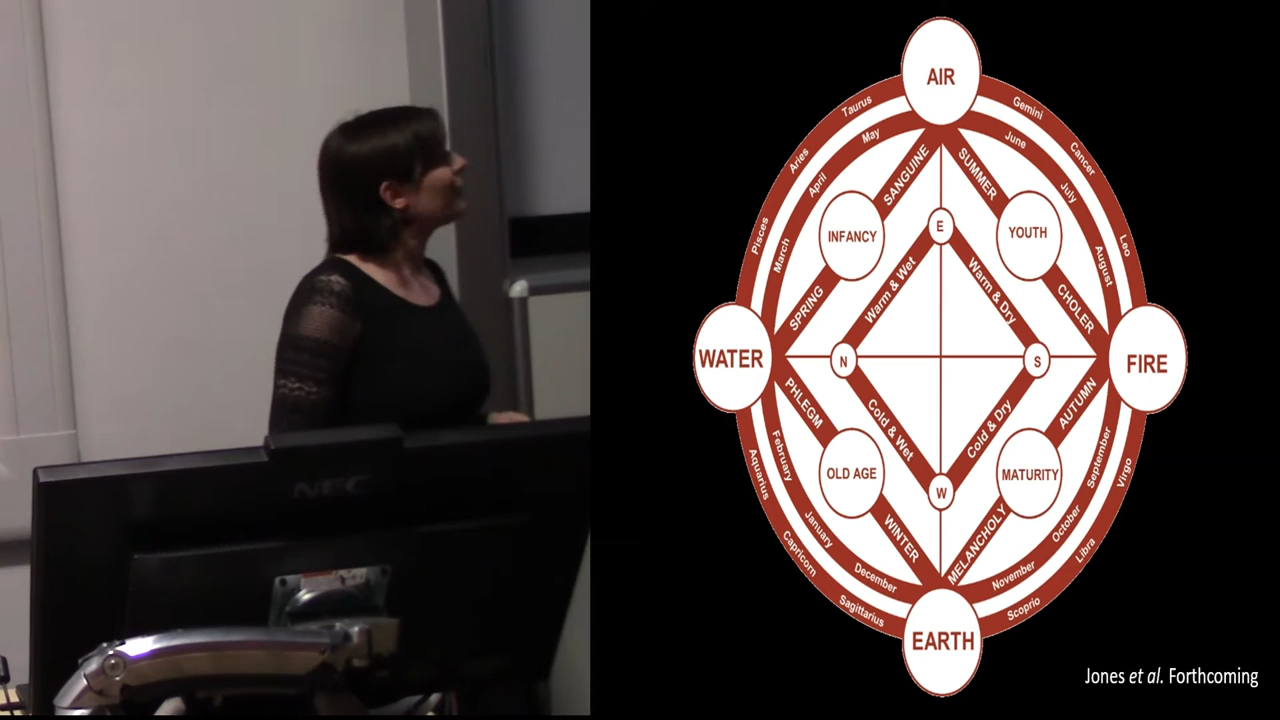 AIR
Taurus
Gemini
May
June
Aries
Cancer
SANGUINE
SUMMER
April
July
Pisces
March
INFANCY
E
YOUTH
Leo
August
Warm & Wet
Warm & Dry
SPRING
CHOLER
WATER
N
S
FIRE
PHLEGM
AUTUMN
Cold & Wet
Cold & Dry
February
September
Aquarius
Virgo
OLD AGE
W
MATURITY
January
October
WINTER
MELANCHOLY
Capricorn
Libra
December
November
Sagittarius
Scoprio
EARTH
Jones et al. Forthcoming
NEC